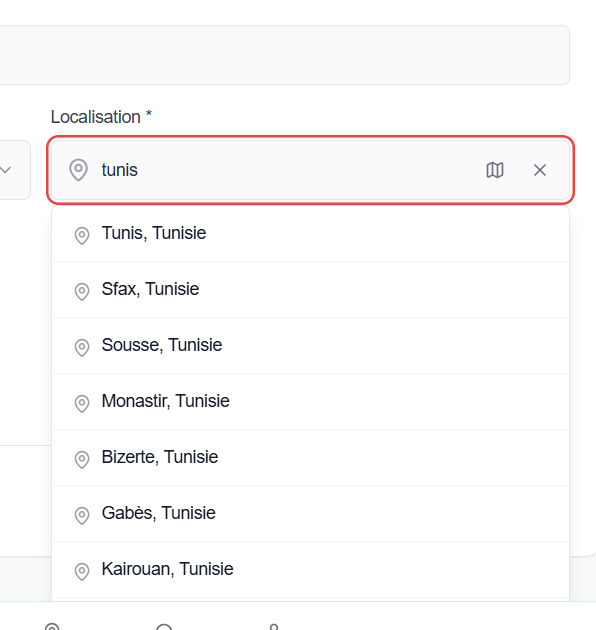 Localisation *
tunis
Tunis, Tunisie
Sfax, Tunisie
Sousse, Tunisie
Monastir, Tunisie
Bizerte, Tunisie
Gabès, Tunisie
Kairouan, Tunisie